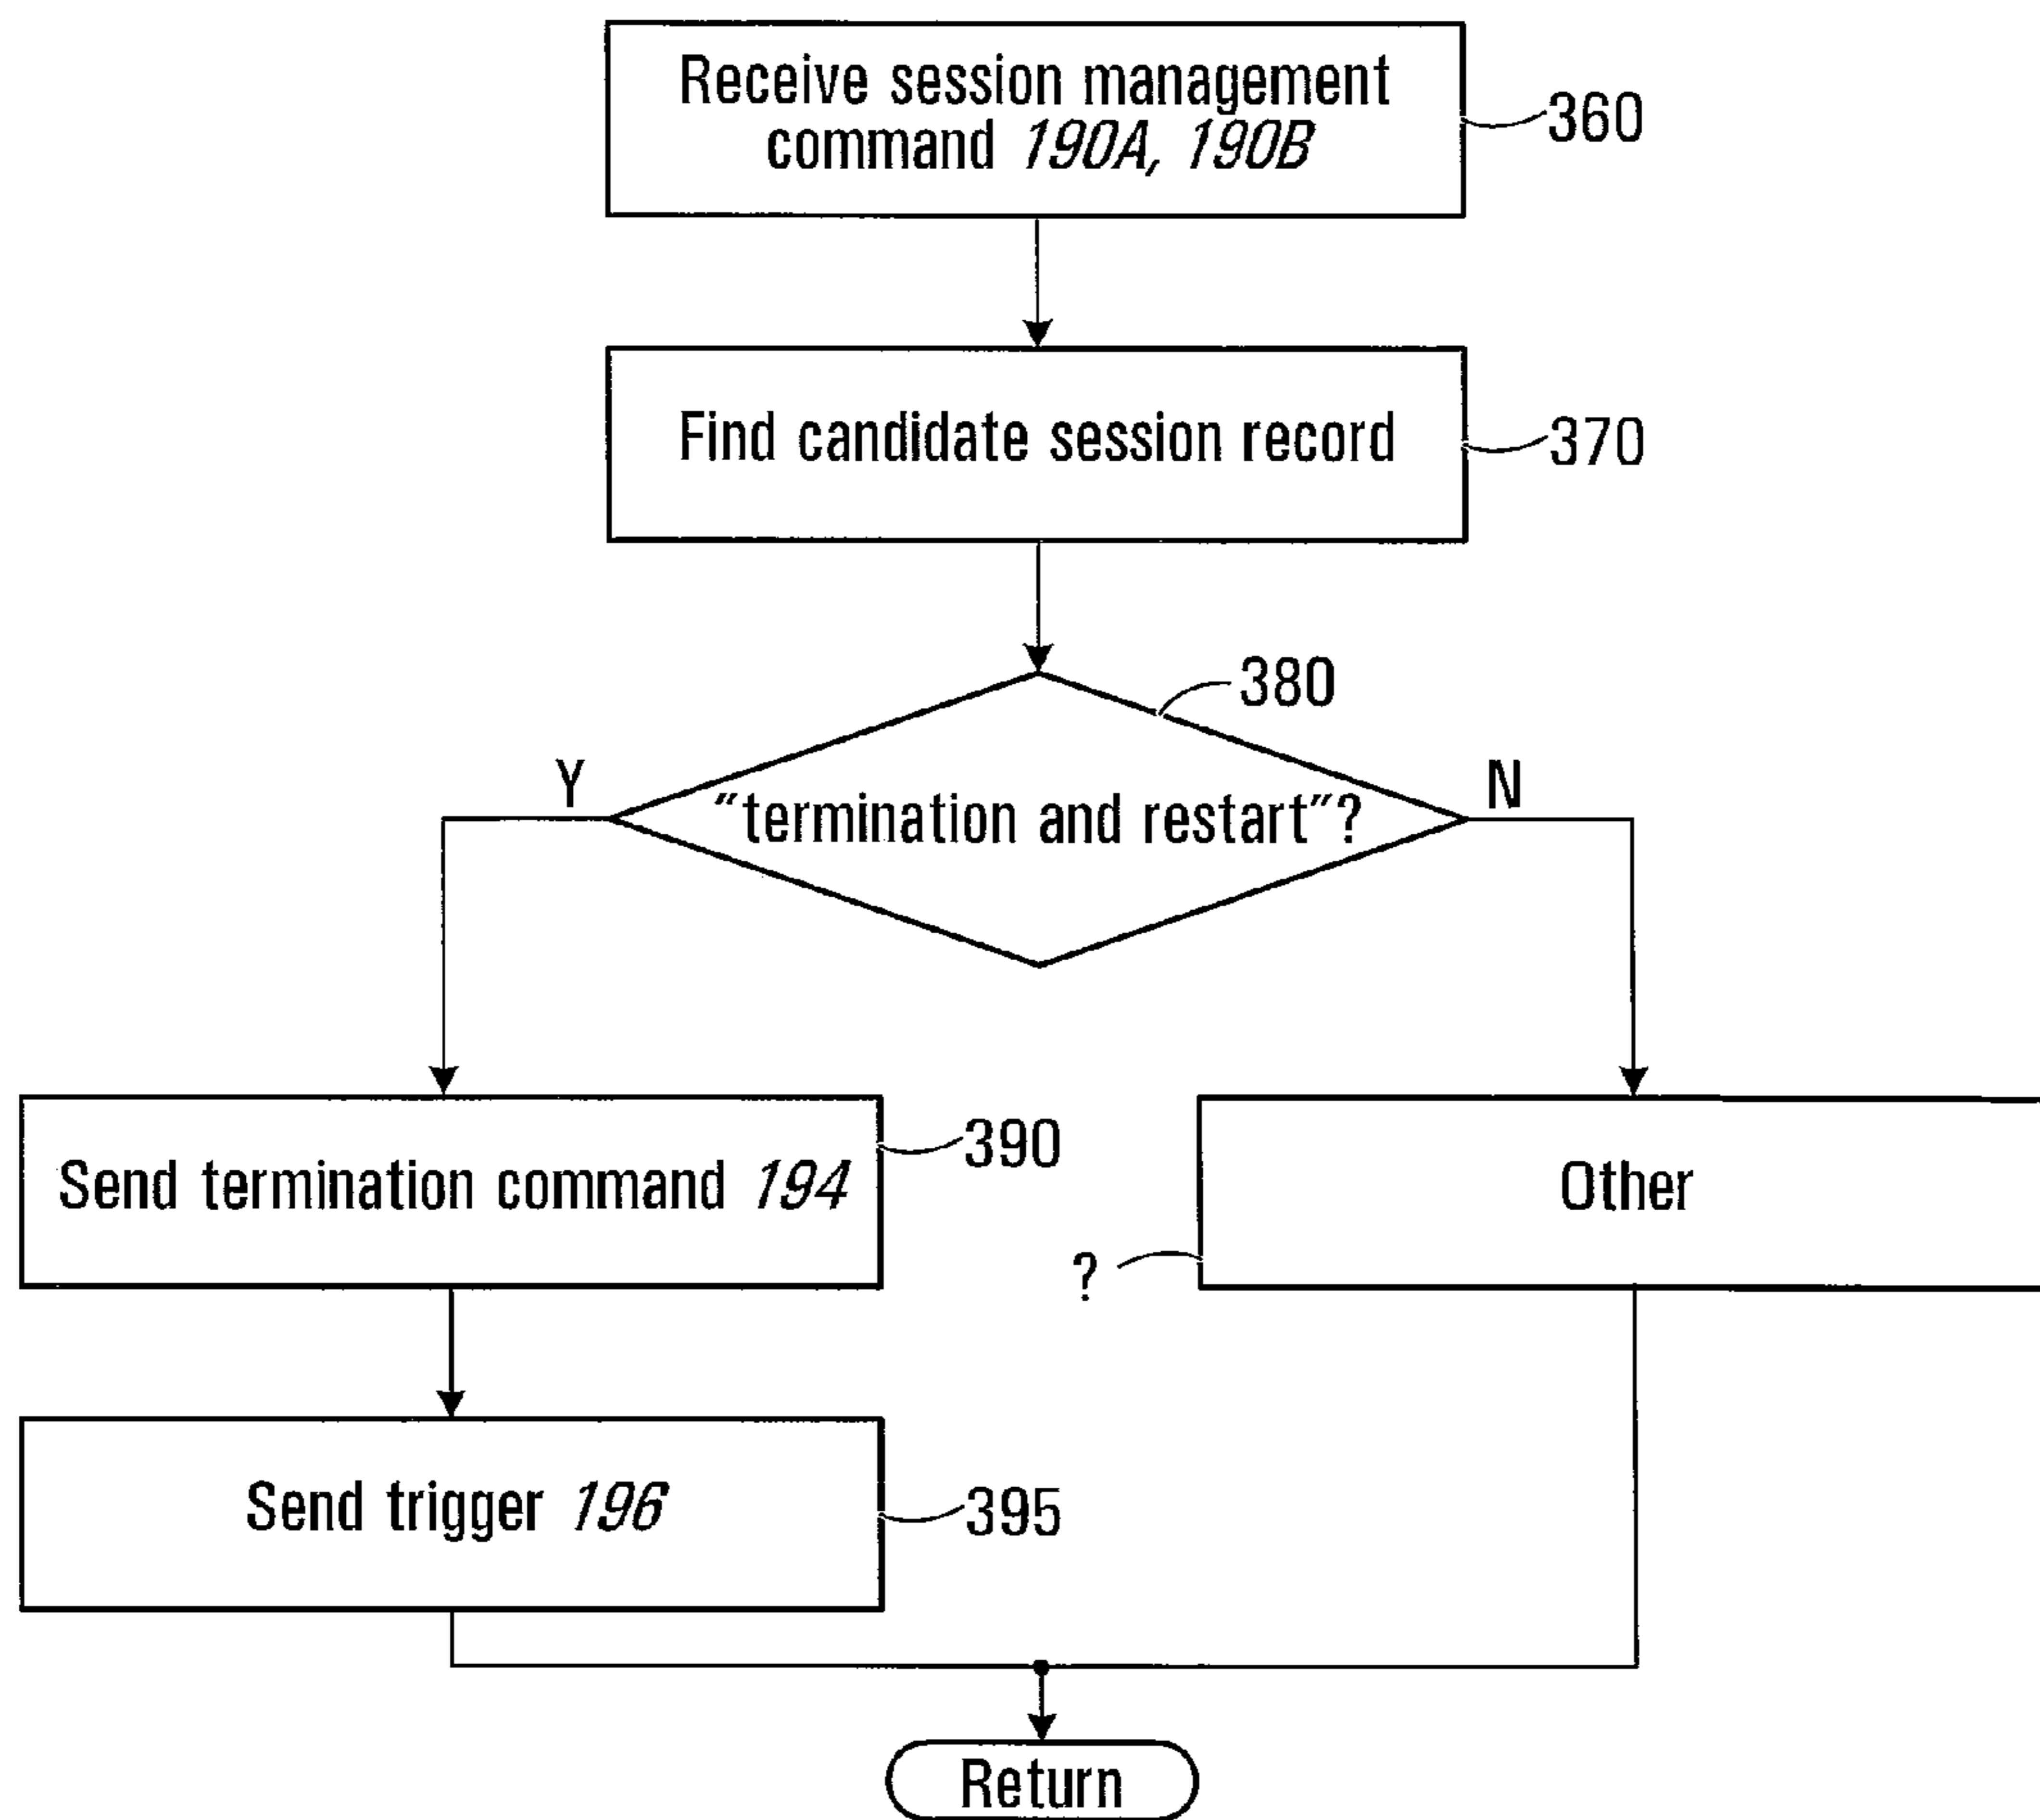 Receive session management
command 190A, 190B
360
Find candidate session record
370
380
Y
"termination and restart"?
N
Send termination command 194
390
Other
?
Send trigger 196
395
Return